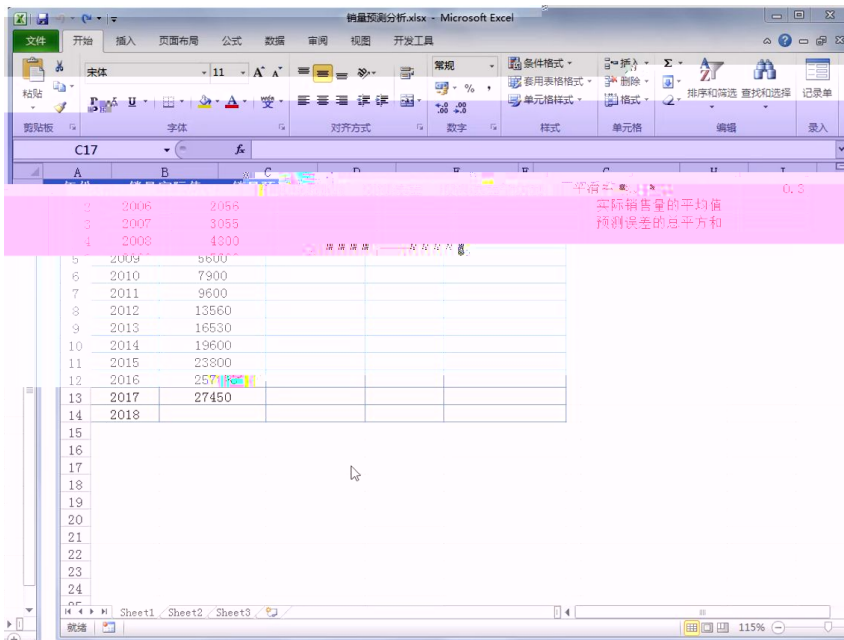 销量预测分析.xlsx - Microsoft Excel
文件 开始 插入 页面布局 公式 数据 审阅 视图 开发工具
宋体 11 常规 条件格式 插入 Σ
粘贴 U A % 套用表格格式 删除 排序和筛选 查找和选择 记录单
单元格样式 格式
剪贴板 字体 对齐方式 数字 样式 单元格 编辑 录入
C17 fx
A B C
0.3
2 2006 2056 实际销售量的平均值
3 2007 3055 预测误差的总平方和
4 2008 4800
5 2009 5600
6 2010 7900
7 2011 9600
8 2012 13560
9 2013 16530
10 2014 19600
11 2015 23800
12 2016
13 2017 27450
14 2018
15
16
17
18
19
20
21
22
23
24
Sheet1 Sheet2 Sheet3
就绪 115%